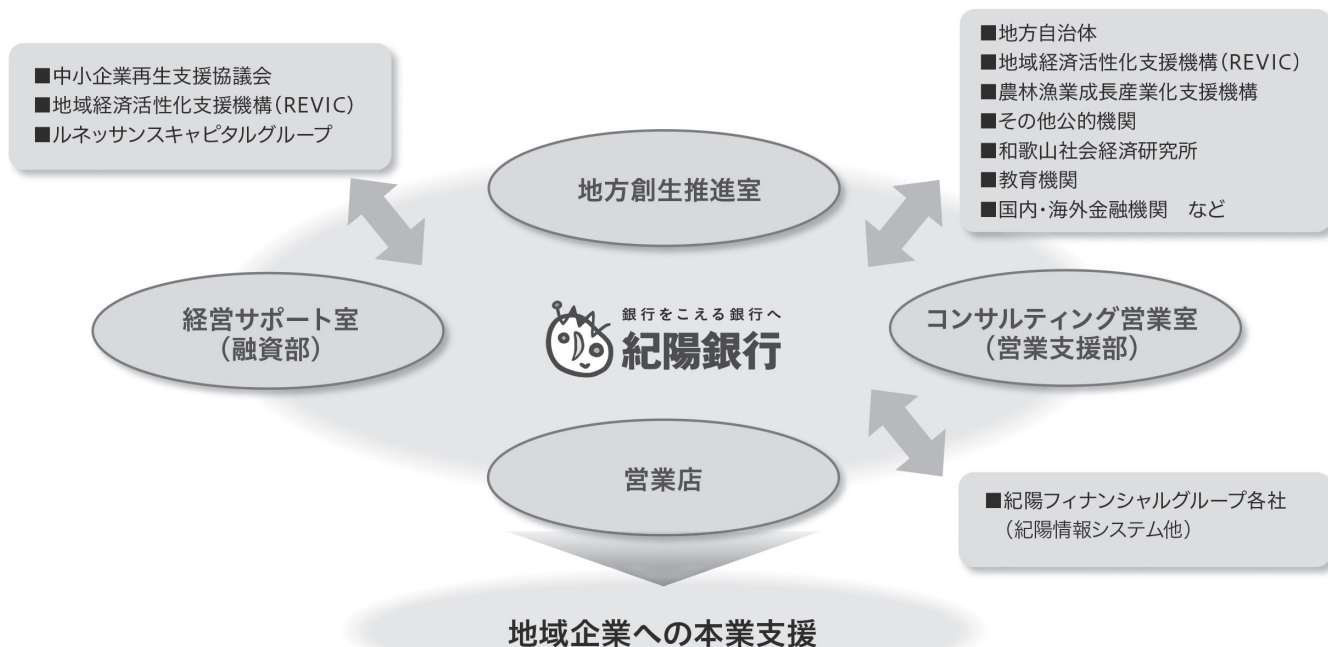 ■中小企業再生支援協議会
■地域経済活性化支援機構(REVIC)
■ルネッサンスキャピタルグループ
■地方自治体
■地域経済活性化支援機構(REVIC)
■農林漁業成長産業化支援機構
■その他公的機関
■和歌山社会経済研究所
■教育機関
■国内・海外金融機関　など
地方創生推進室
経営サポート室
(融資部)
銀行をこえる銀行へ
紀陽銀行
コンサルティング営業室
(営業支援部)
営業店
■紀陽フィナンシャルグループ各社
(紀陽情報システム他)
地域企業への本業支援